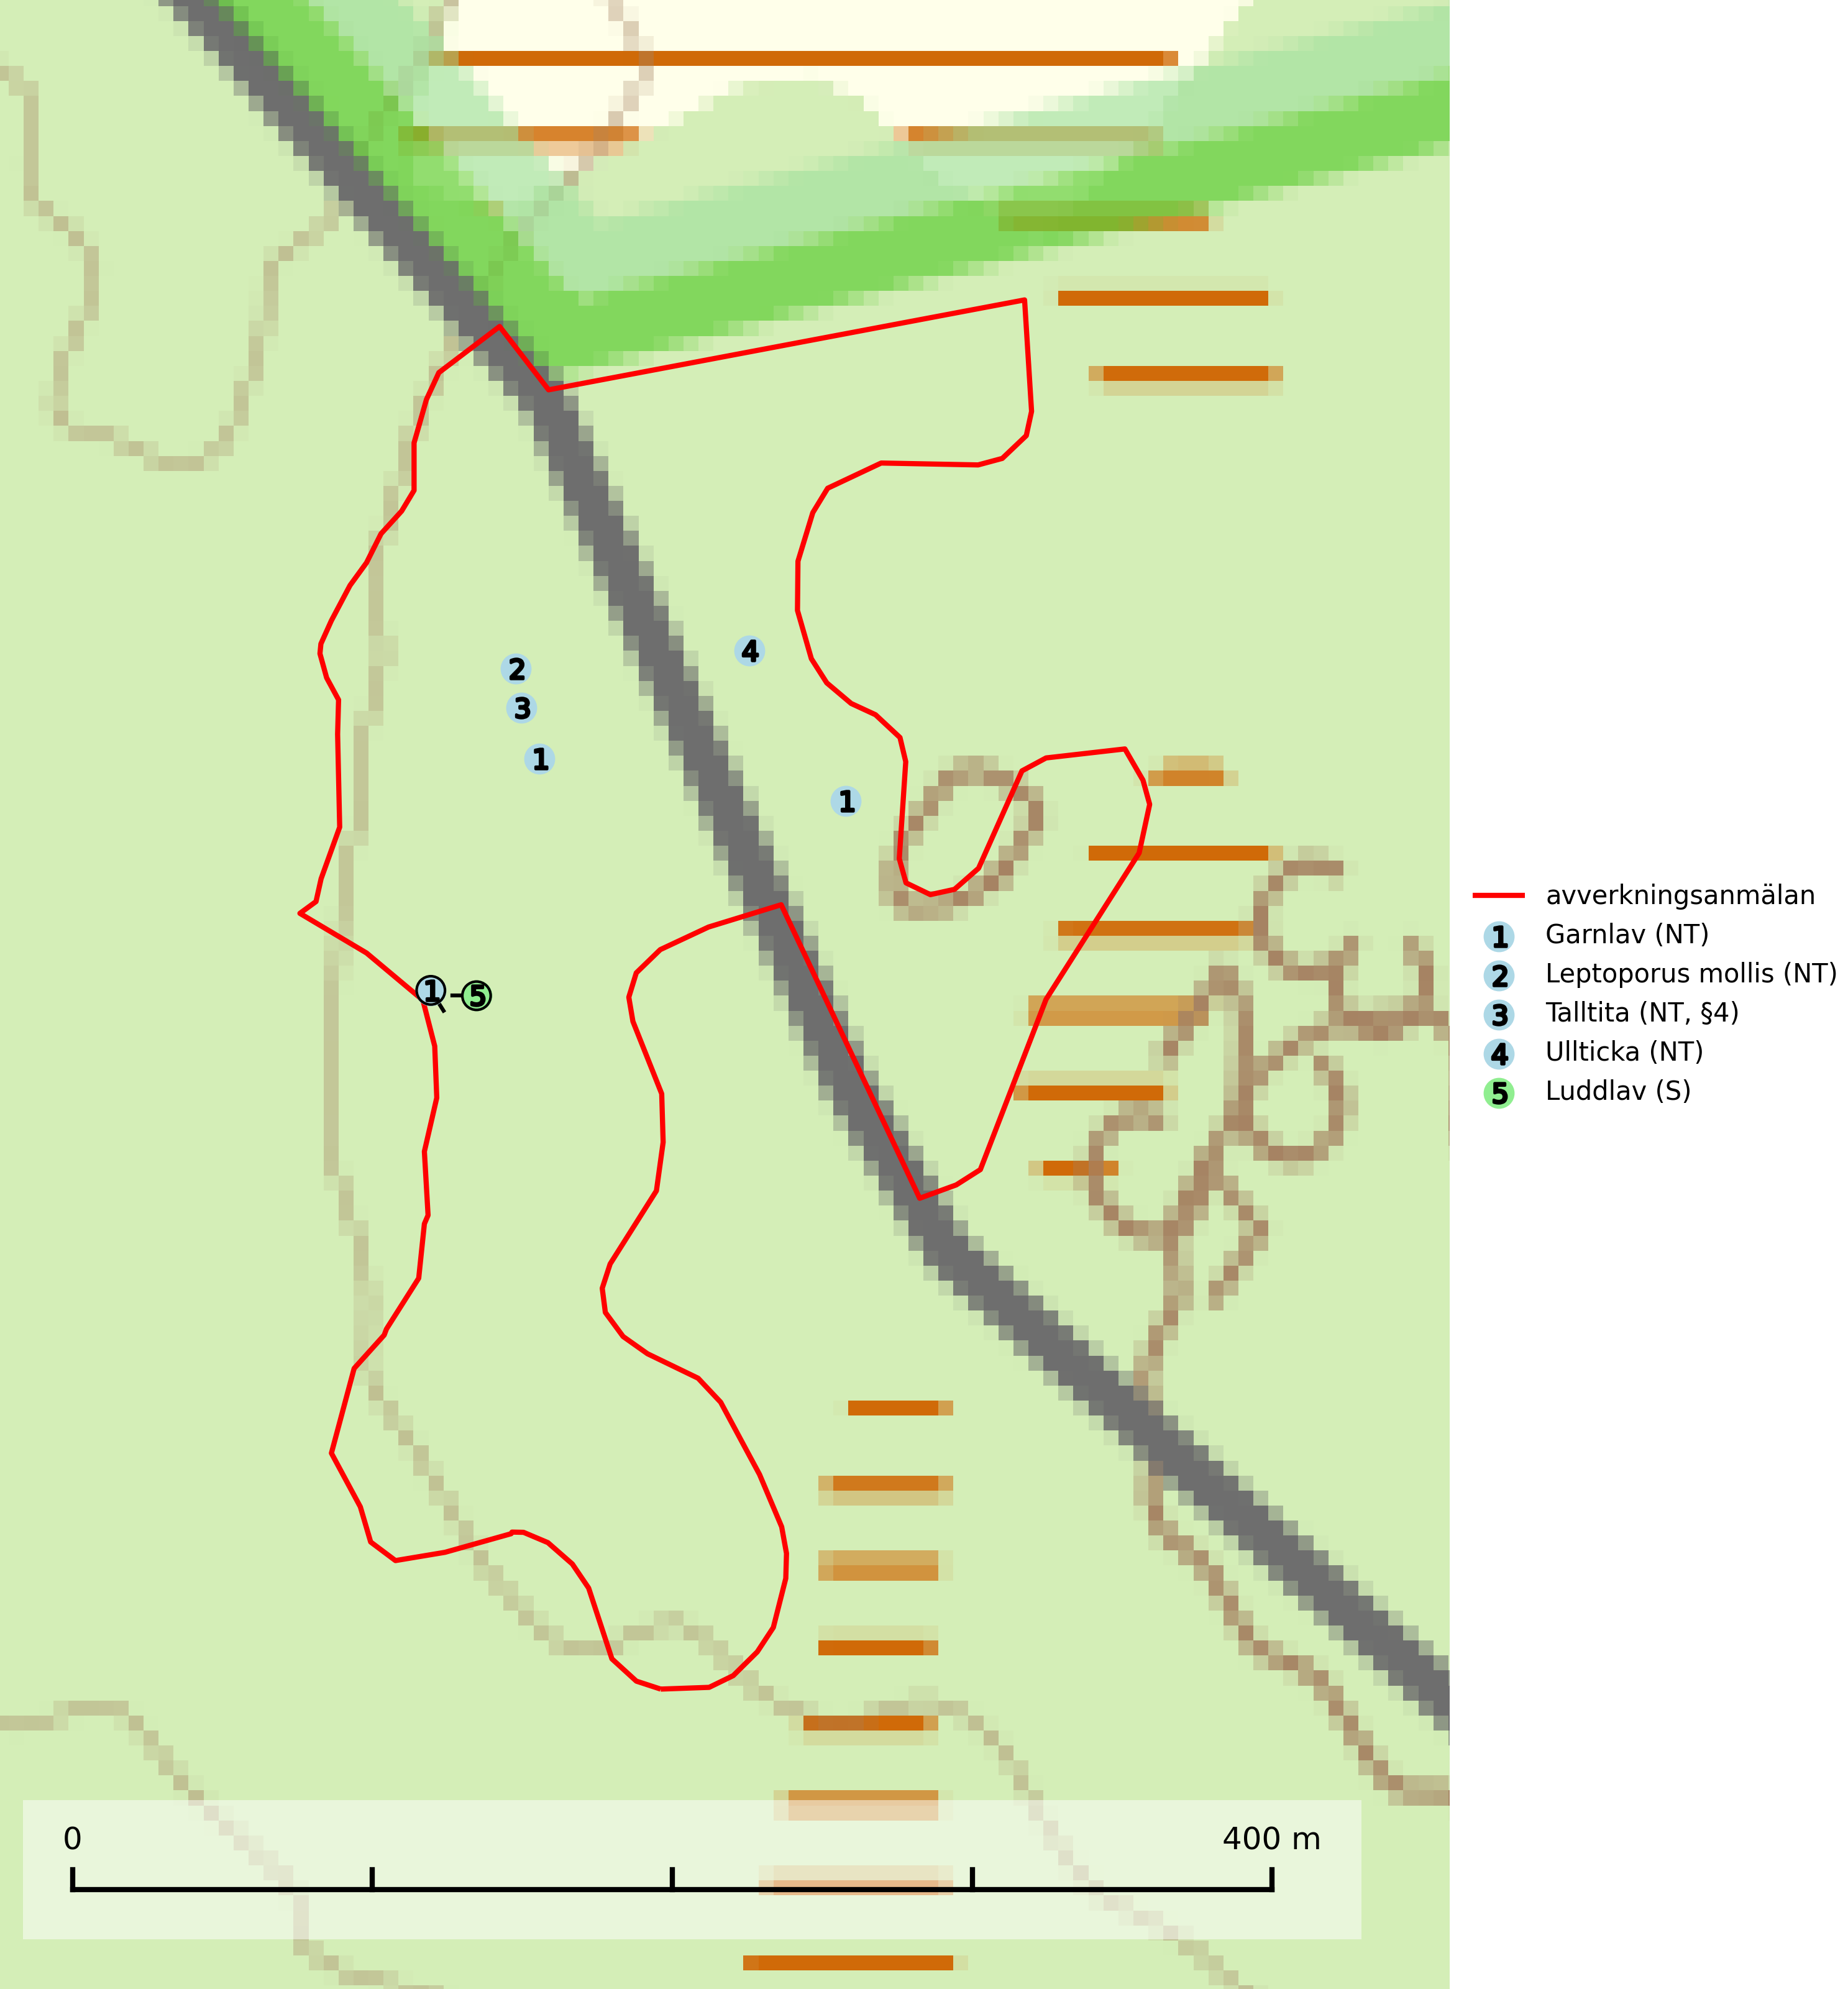 2
4
3
1
1
1
5
avverkningsanmälan
1 Garnlav (NT)
2 Leptoporus mollis (NT)
3 Talltita (NT, §4)
4 Ullticka (NT)
5 Luddlav (S)
0 400 m